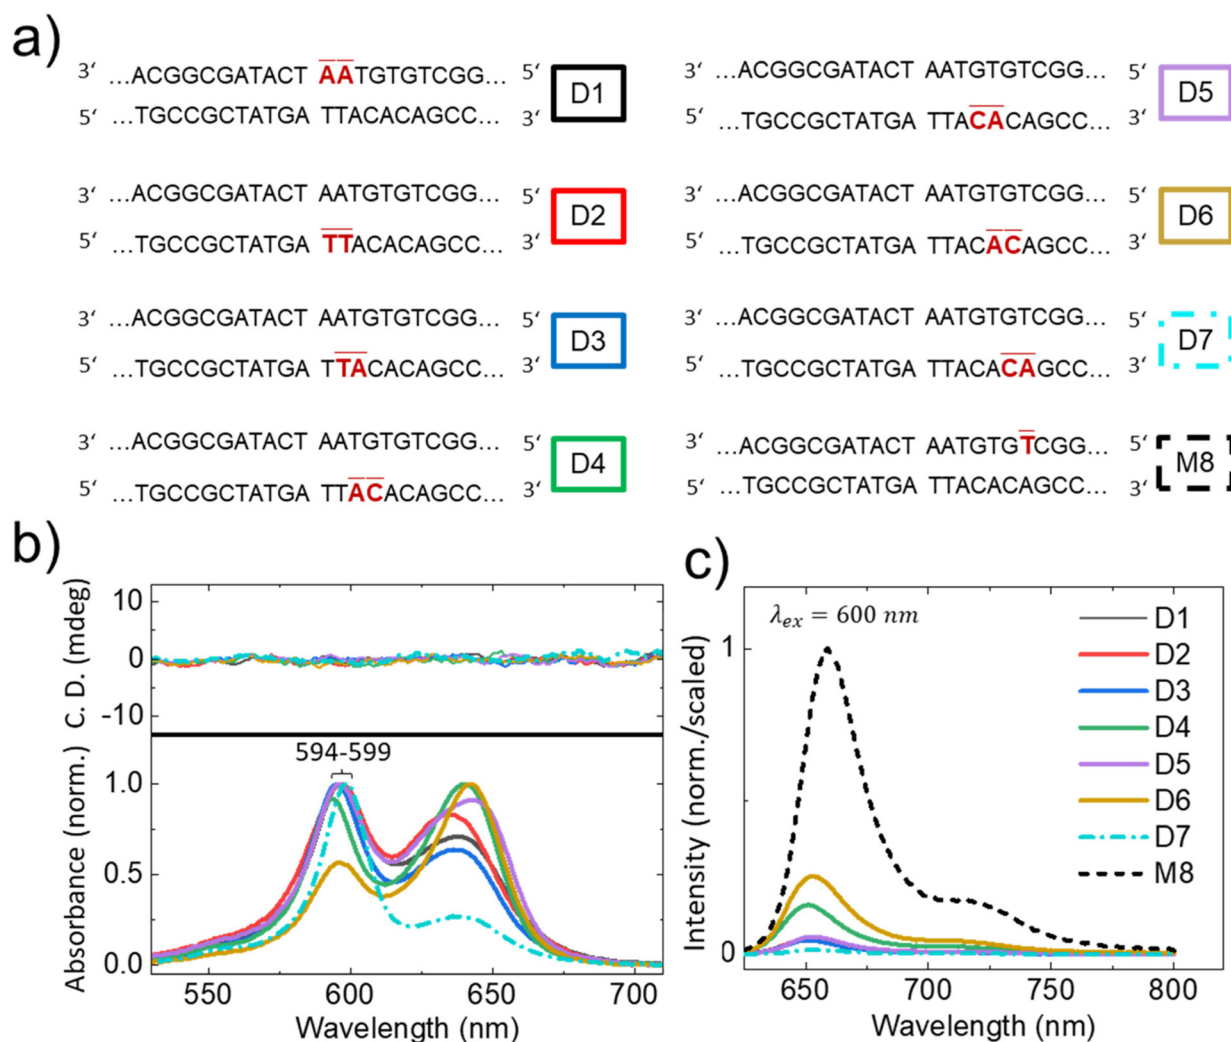 a)
3‘ ...ACGGCGATACT AATGTGTCGG... 5‘
5‘ ...TGCCGCTATGA TTACACAGCC... 3‘
D1
3‘ ...ACGGCGATACT AATGTGTCGG... 5‘
5‘ ...TGCCGCTATGA TTACACAGCC... 3‘
D2
3‘ ...ACGGCGATACT AATGTGTCGG... 5‘
5‘ ...TGCCGCTATGA TTACACAGCC... 3‘
D3
3‘ ...ACGGCGATACT AATGTGTCGG... 5‘
5‘ ...TGCCGCTATGA TTACACAGCC... 3‘
D4
3‘ ...ACGGCGATACT AATGTGTCGG... 5‘
5‘ ...TGCCGCTATGA TTACACAGCC... 3‘
D5
3‘ ...ACGGCGATACT AATGTGTCGG... 5‘
5‘ ...TGCCGCTATGA TTACACAGCC... 3‘
D6
3‘ ...ACGGCGATACT AATGTGTCGG... 5‘
5‘ ...TGCCGCTATGA TTACACAGCC... 3‘
D7
3‘ ...ACGGCGATACT AATGTGTCGG... 5‘
5‘ ...TGCCGCTATGA TTACACAGCC... 3‘
M8
b)
C. D. (mdeg)
10
0
-10
Absorbance (norm.)
594-599
1.0
0.5
0.0
550 600 650 700
Wavelength (nm)
c)
Intensity (norm./scaled)
λex = 600 nm
1
0
D1
D2
D3
D4
D5
D6
D7
M8
650 700 750 800
Wavelength (nm)